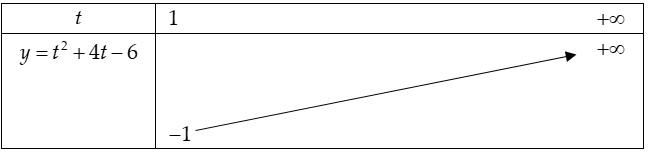 t 1 +∞
y = t² + 4t − 6 +∞
−1